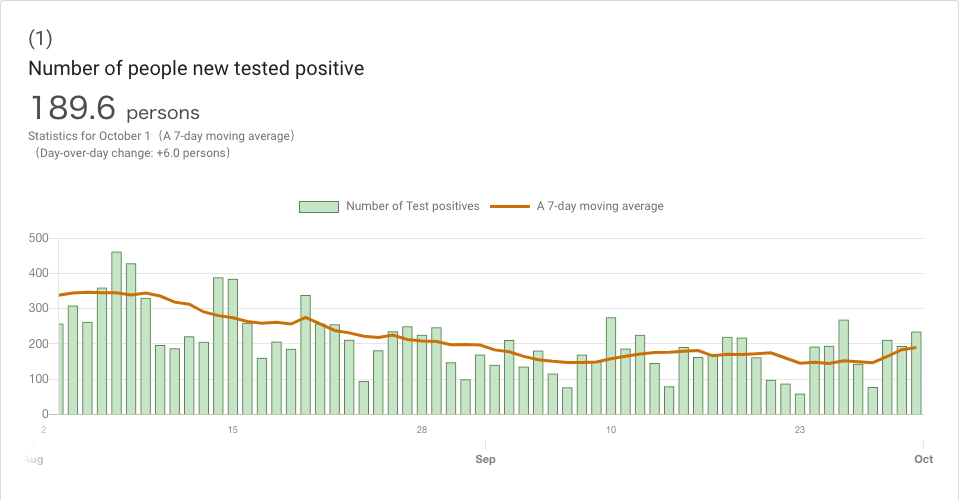 (1)
Number of people new tested positive
189.6 persons
Statistics for October 1 (A 7-day moving average)
(Day-over-day change: +6.0 persons)
Number of Test positives A 7-day moving average
500
400
300
200
100
0
2 15 28 10 23
Aug Sep Oct